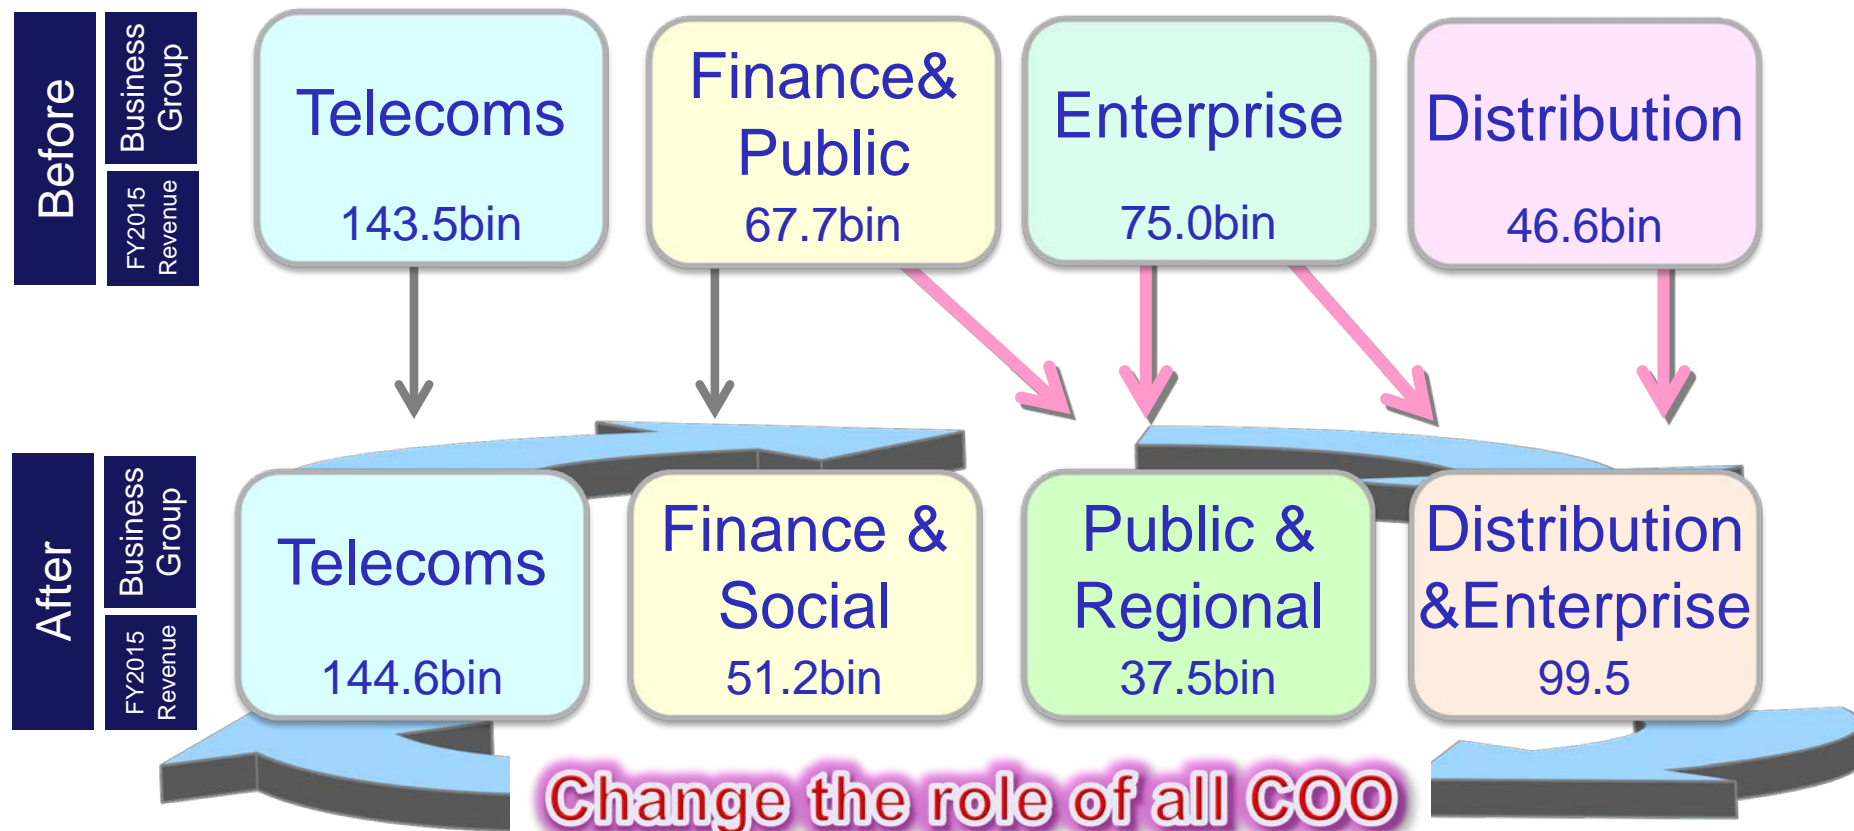 Before
Business
Group
FY2015
Revenue
Telecoms
143.5bin
Finance&
Public
67.7bin
Enterprise
75.0bin
Distribution
46.6bin
After
Business
Group
FY2015
Revenue
Telecoms
144.6bin
Finance &
Social
51.2bin
Public &
Regional
37.5bin
Distribution
&Enterprise
99.5
Change the role of all COO